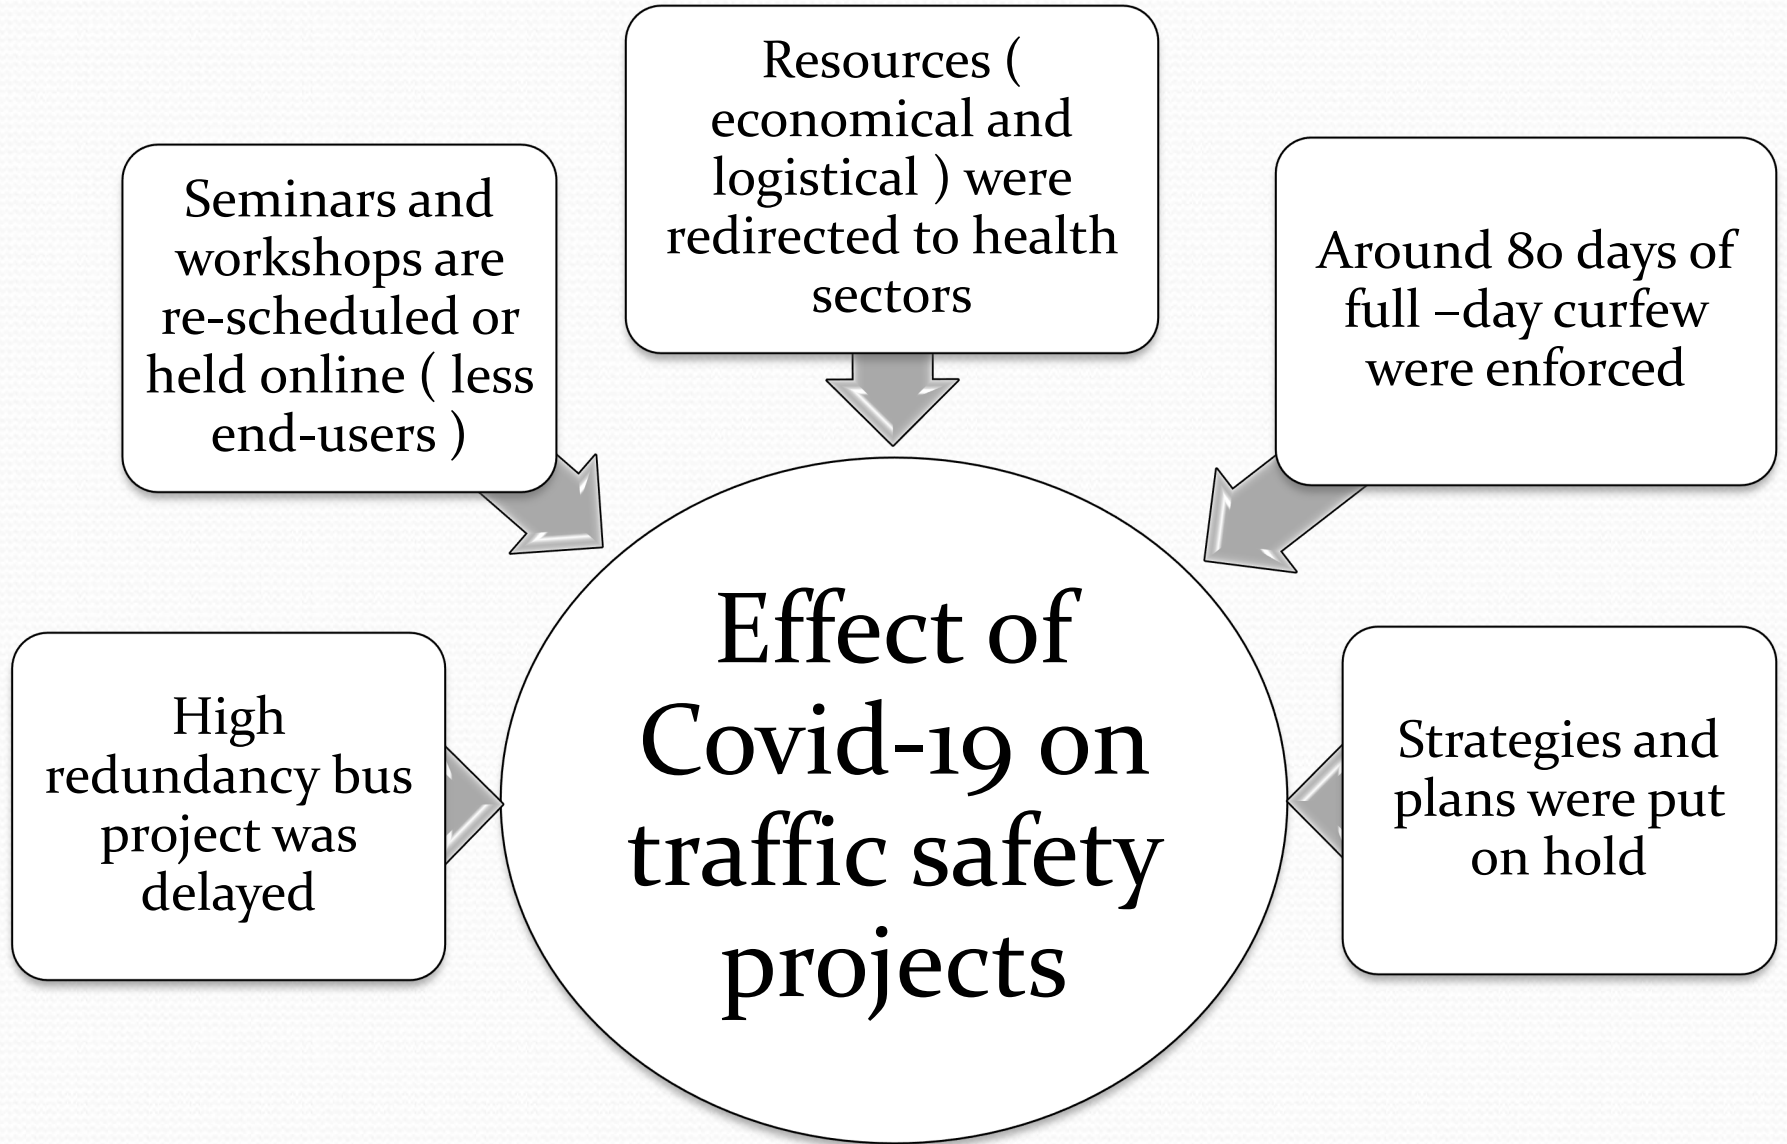 Resources (
economical and
logistical ) were
redirected to health
sectors
Seminars and
workshops are
re-scheduled or
held online ( less
end-users )
Around 80 days of
full –day curfew
were enforced
High
redundancy bus
project was
delayed
Effect of
Covid-19 on
traffic safety
projects
Strategies and
plans were put
on hold